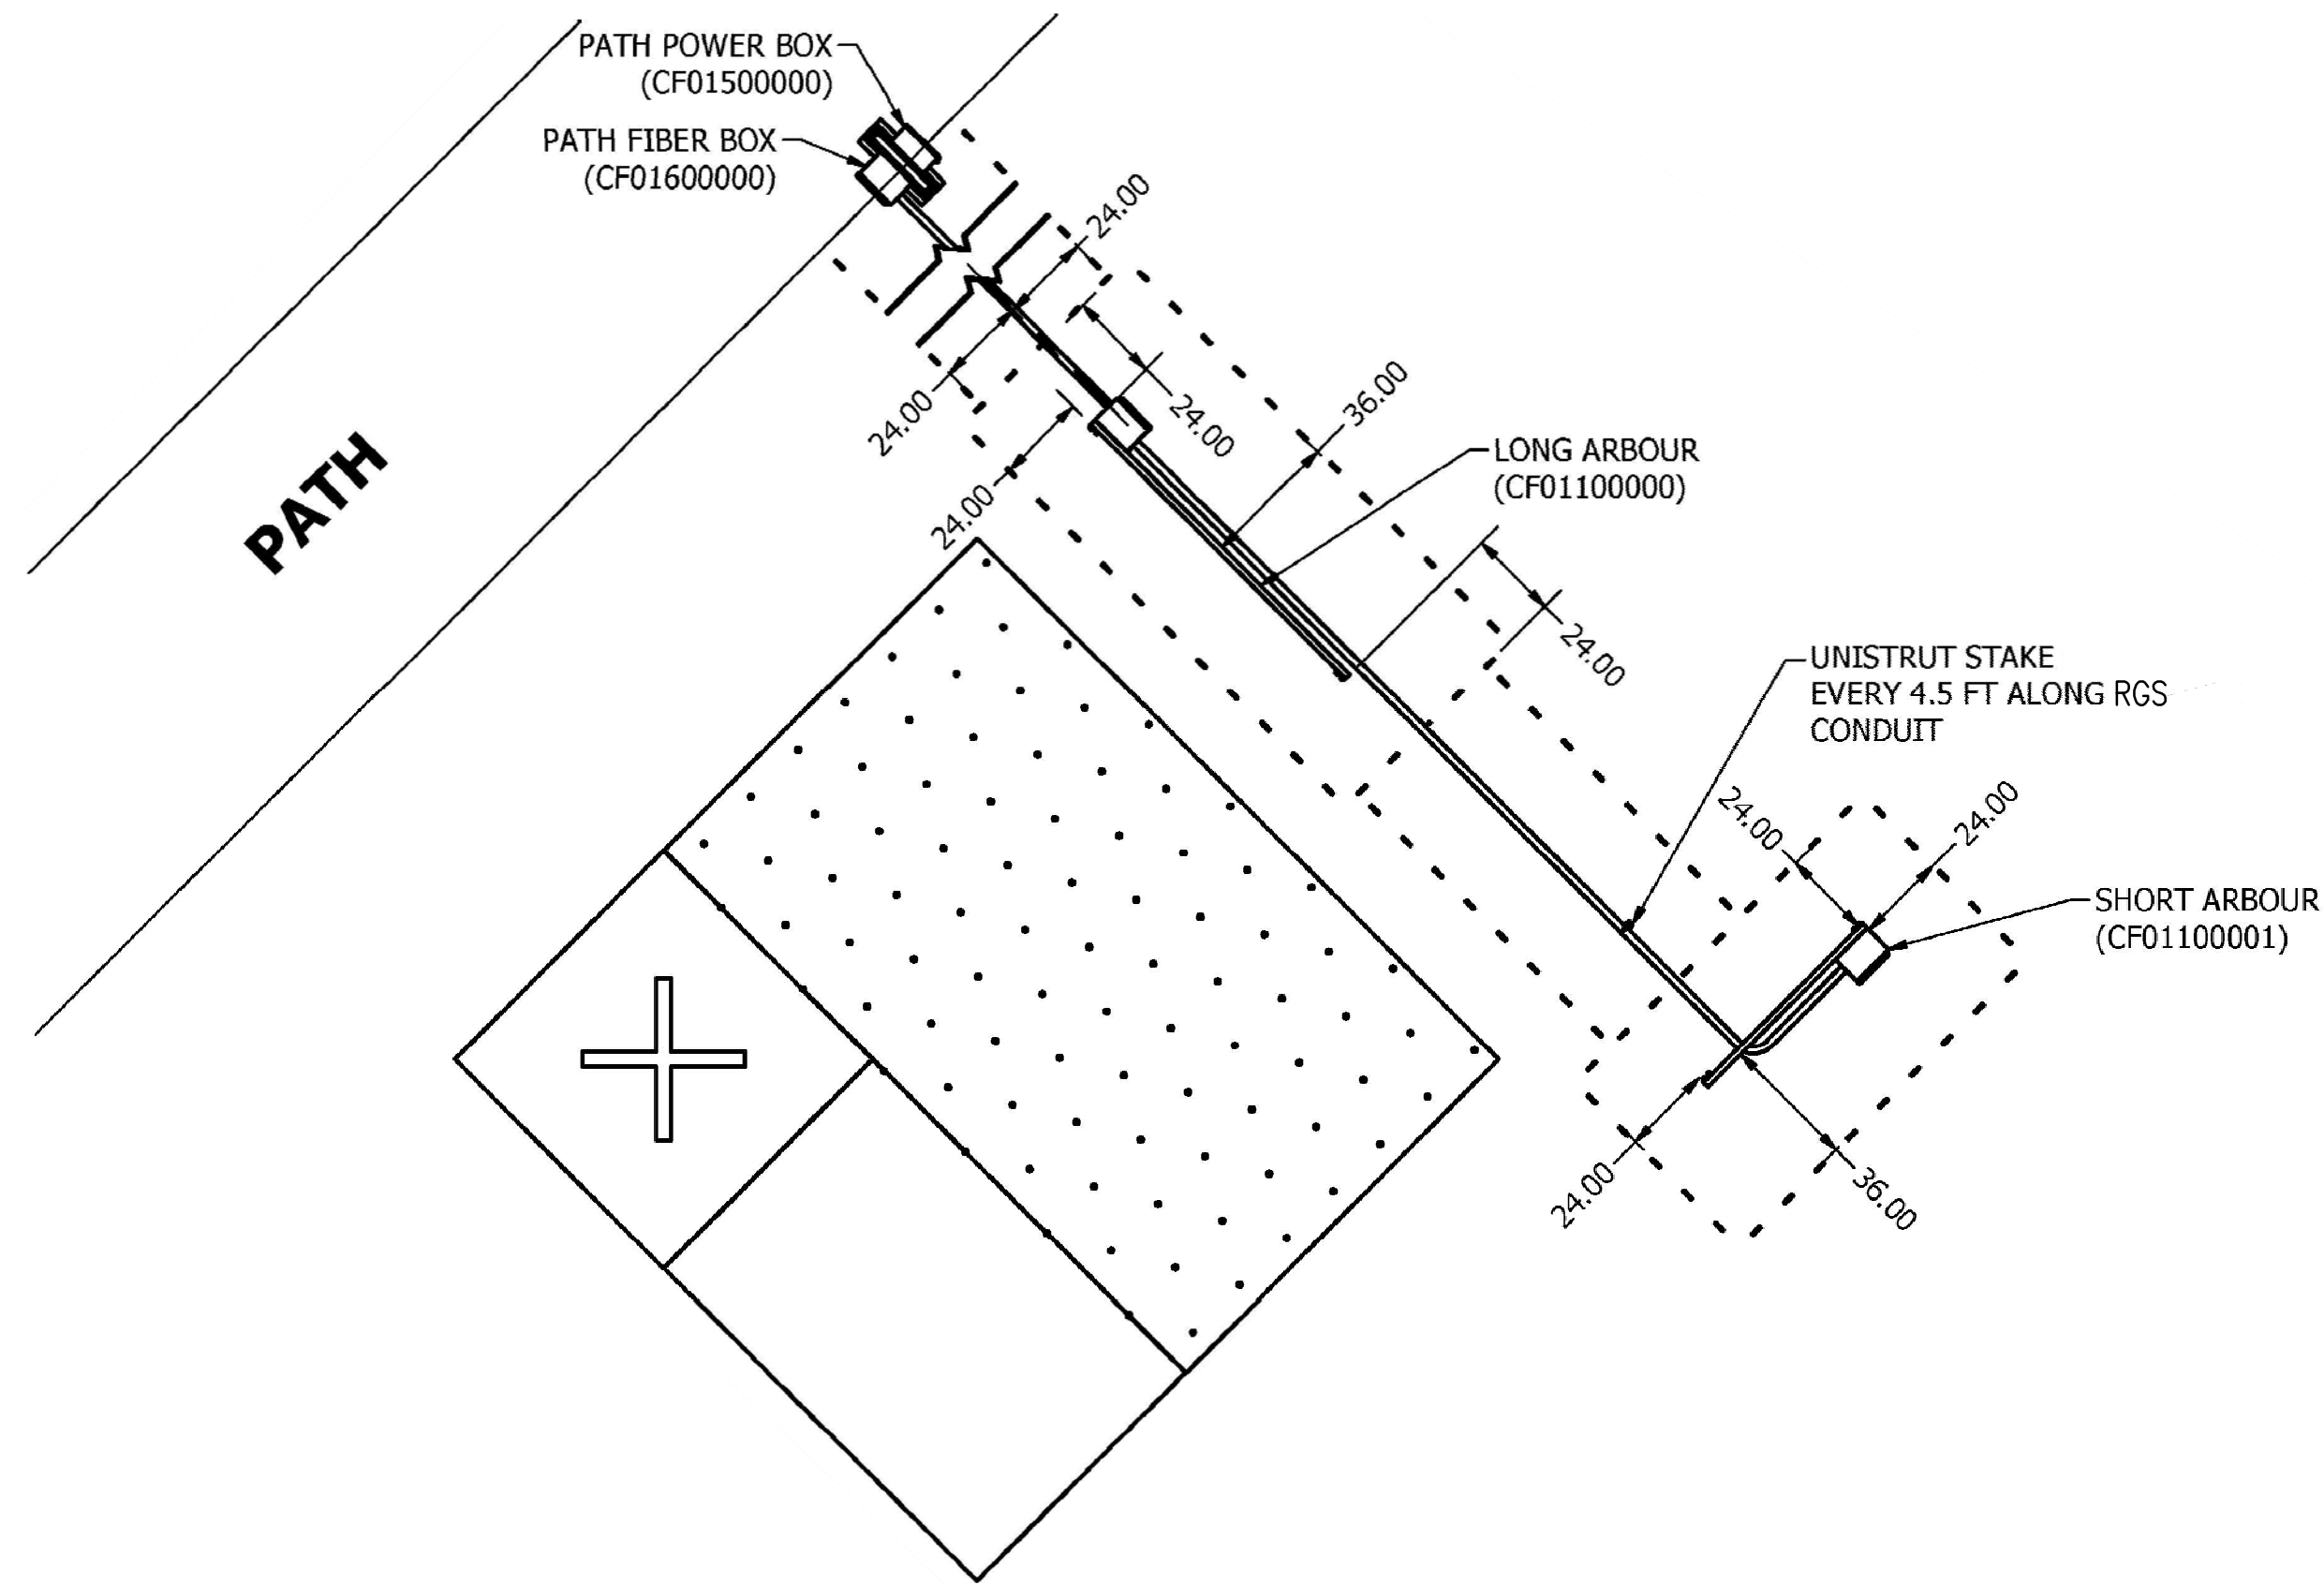 PATH POWER BOX
(CF01500000)
PATH FIBER BOX
(CF01600000)
24.00
24.00
24.00
24.00
36.00
LONG ARBOUR
(CF01100000)
24.00
PATH
UNISTRUT STAKE
EVERY 4.5 FT ALONG RGS
CONDUIT
24.00
24.00
SHORT ARBOUR
(CF01100001)
24.00
36.00